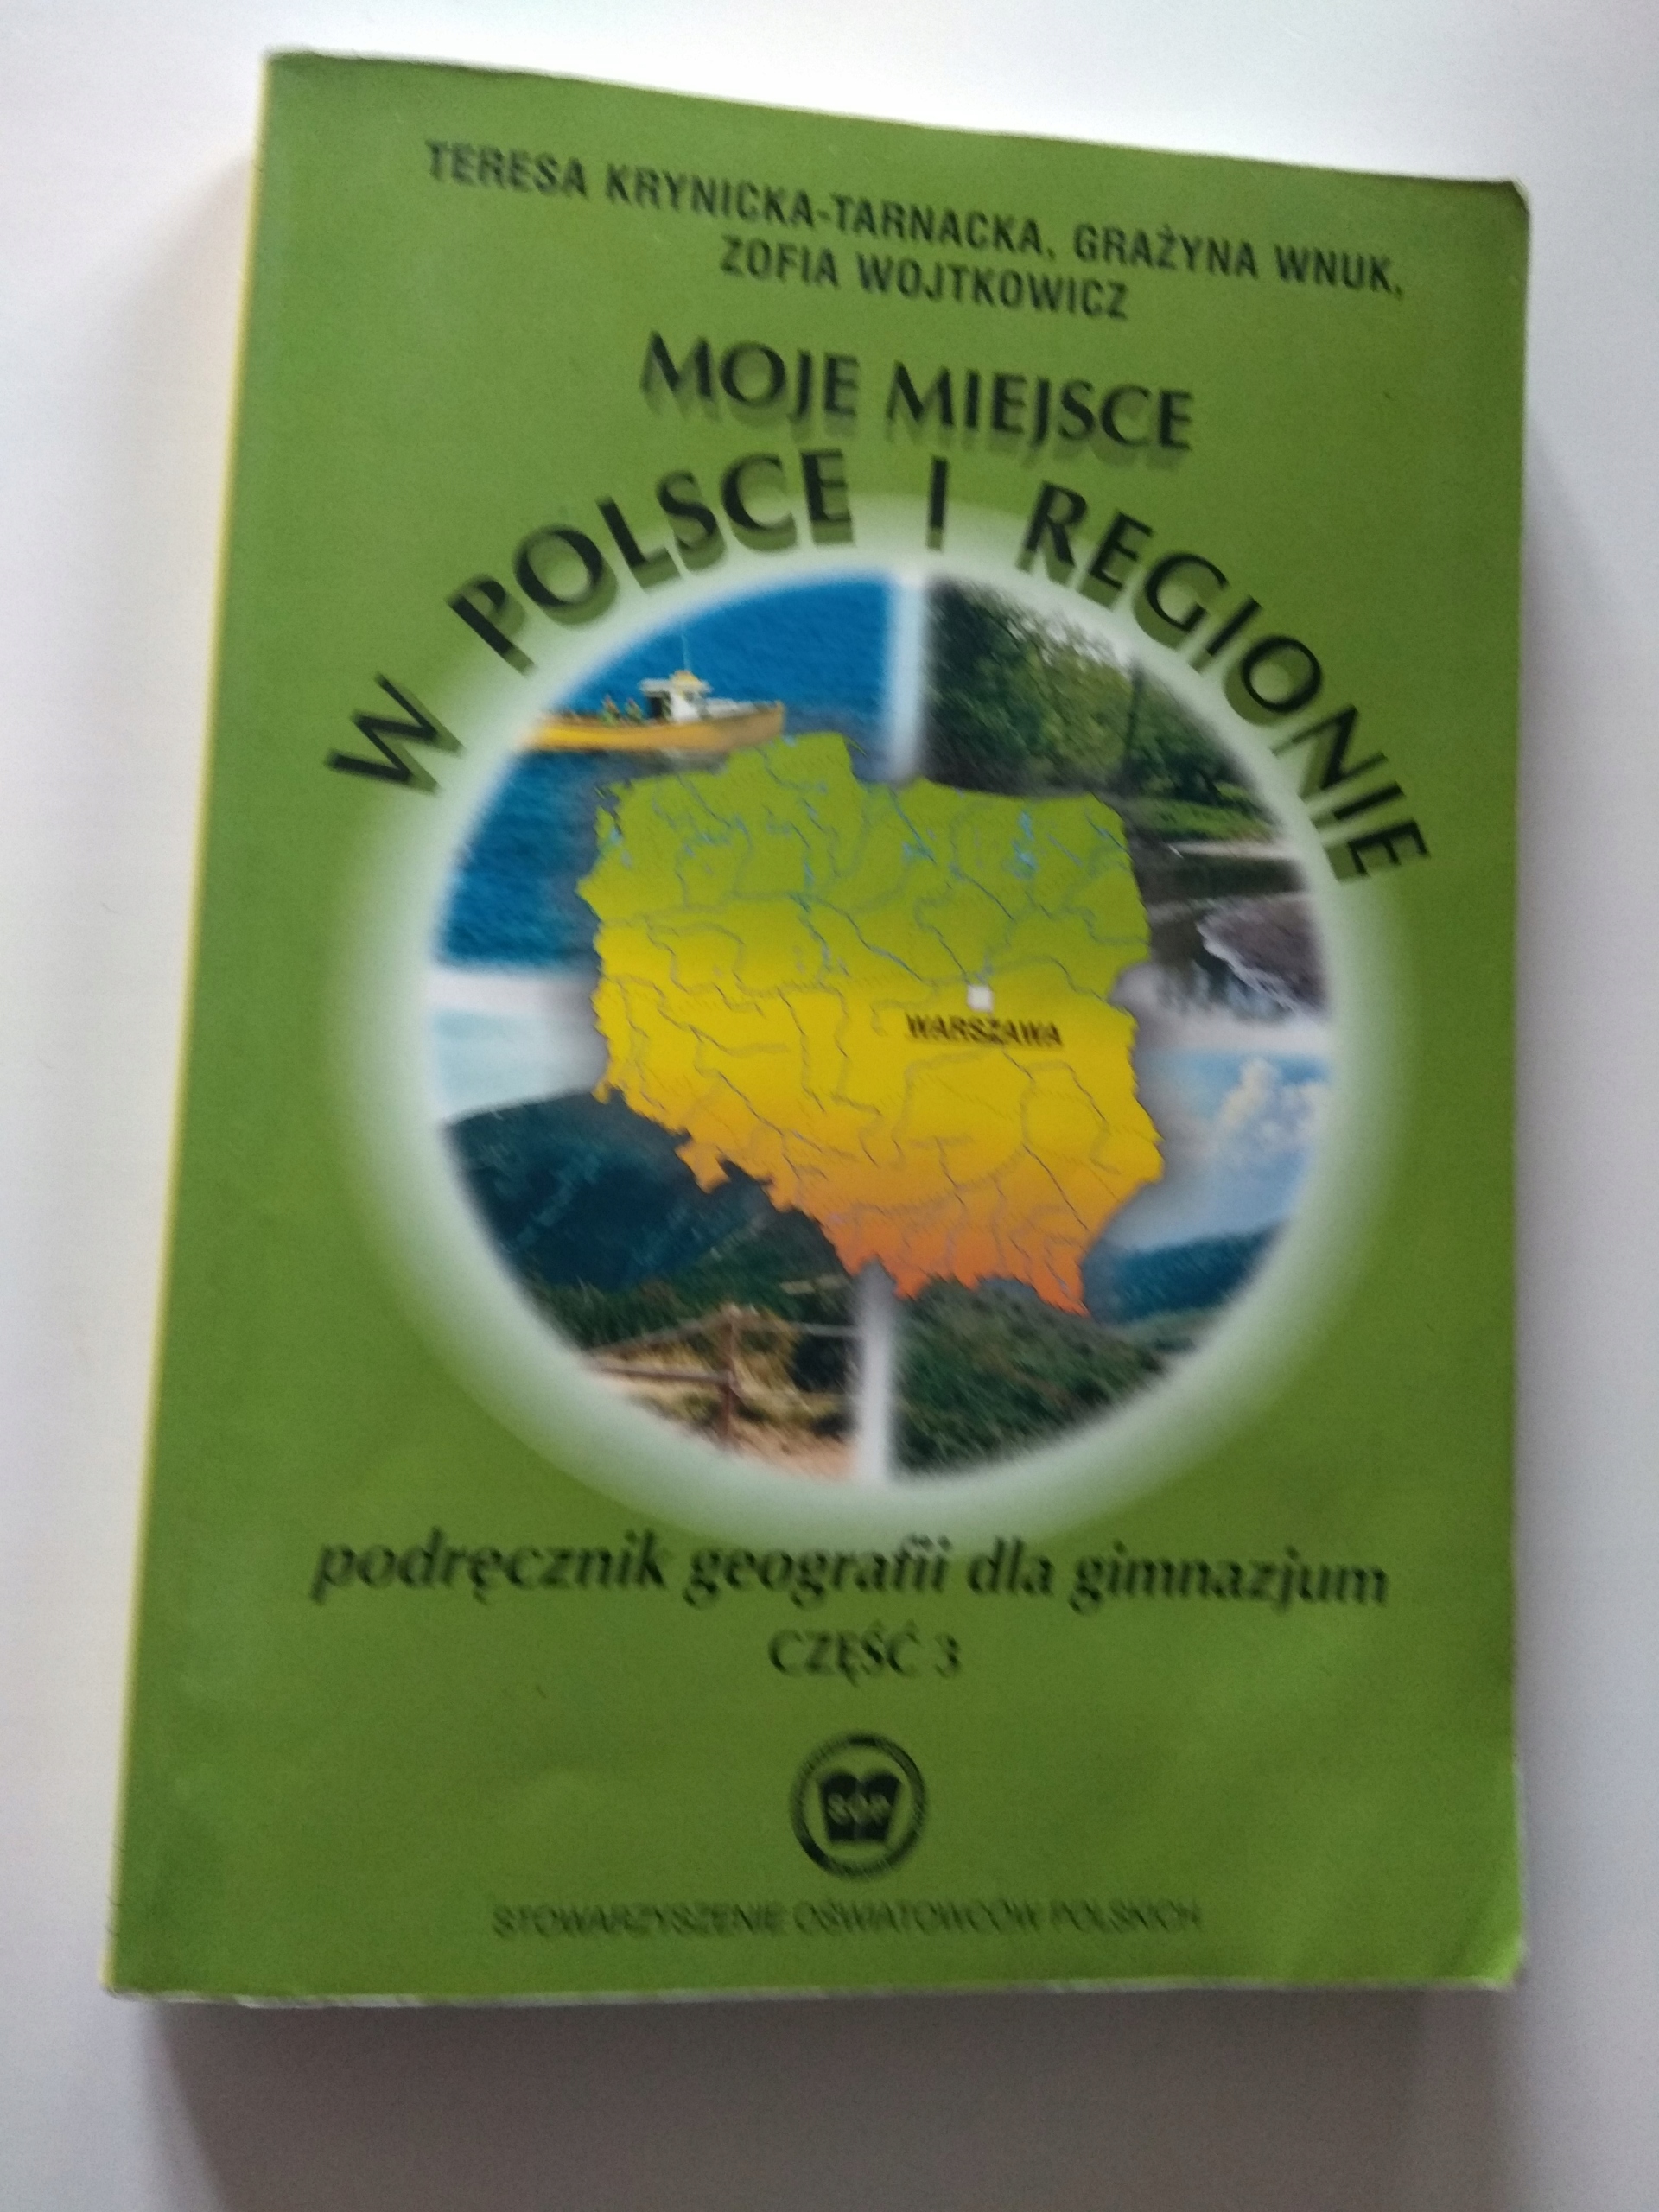 TERESA KRYNICKA-TARNACKA, GRAŻYNA WNUK,
ZOFIA WOJTKOWICZ
MOJE MIEJSCE
W POLSCE I REGIONIE
WARSZAWA
podręcznik geografii dla gimnazjum
CZĘŚĆ 3
SOP
STOWARZYSZENIE OŚWIATOWCÓW POLSKICH